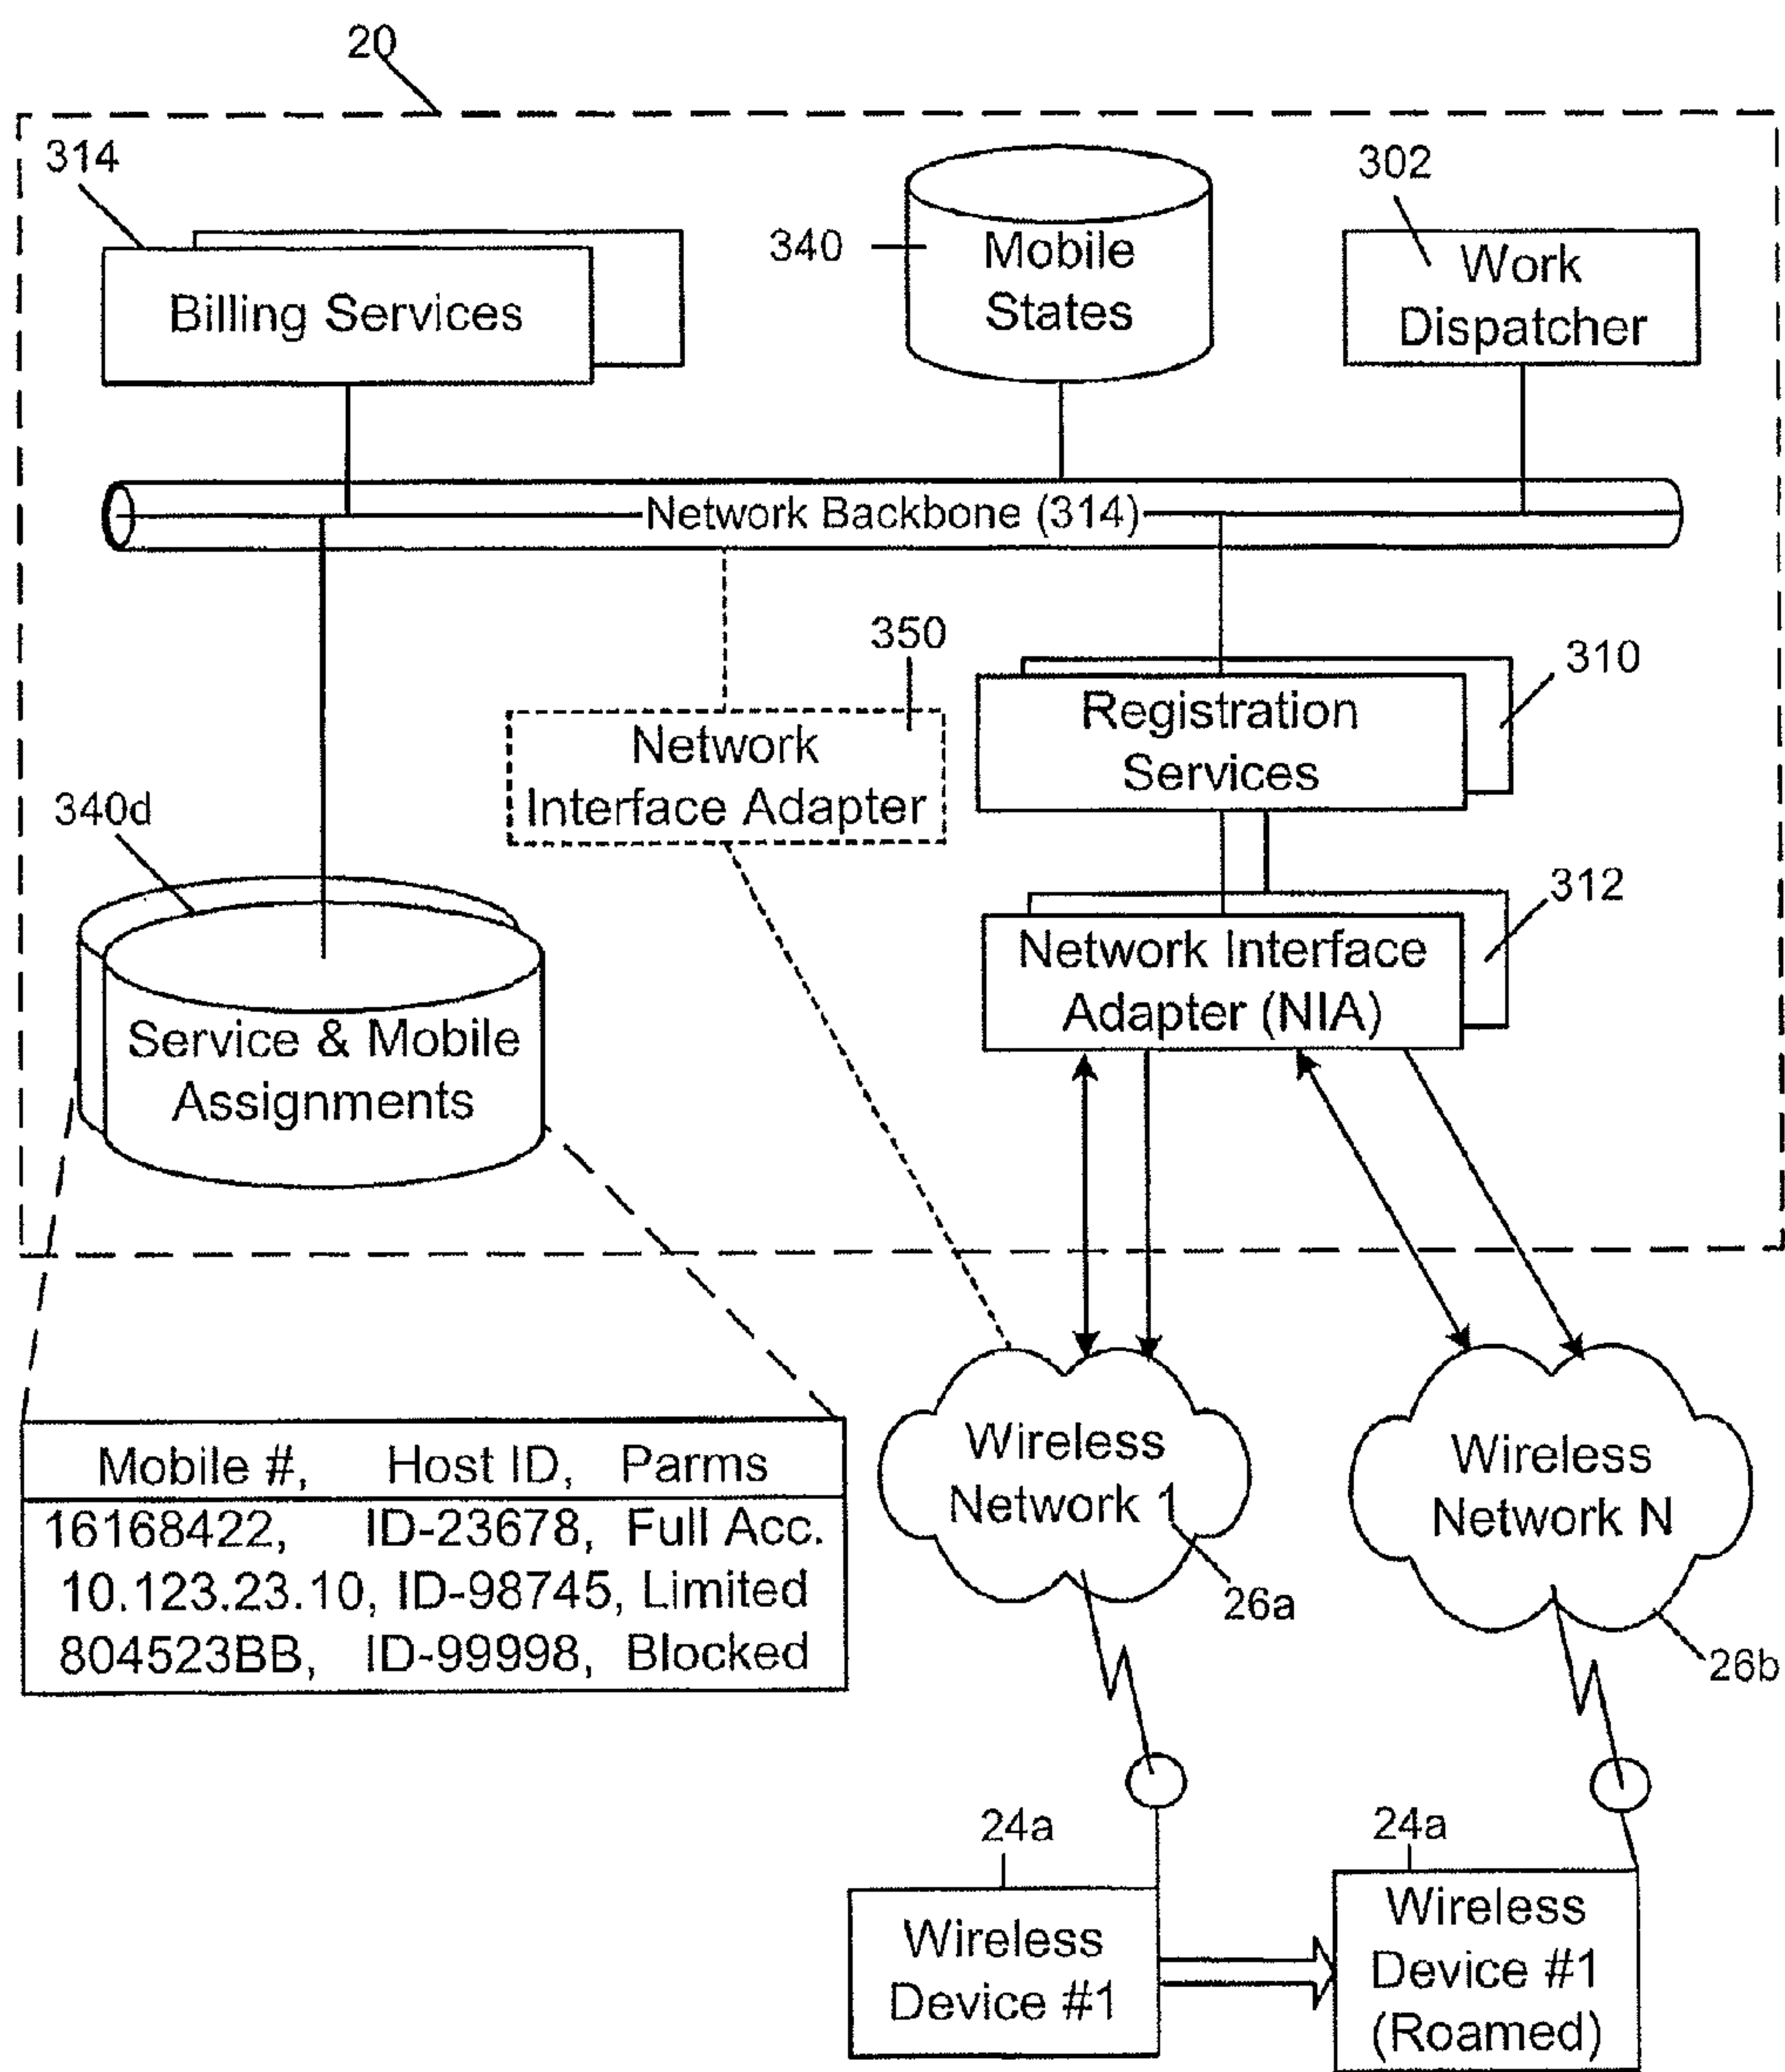 20
314
302
340
Mobile
States
Work
Dispatcher
Billing Services
Network Backbone (314)
350
310
Network
Interface Adapter
Registration
Services
340d
312
Network Interface
Adapter (NIA)
Service & Mobile
Assignments
Mobile #, Host ID, Parms
16168422, ID-23678, Full Acc.
10.123.23.10, ID-98745, Limited
804523BB, ID-99998, Blocked
Wireless
Network 1
26a
Wireless
Network N
26b
24a
Wireless
Device #1
24a
Wireless
Device #1
(Roamed)